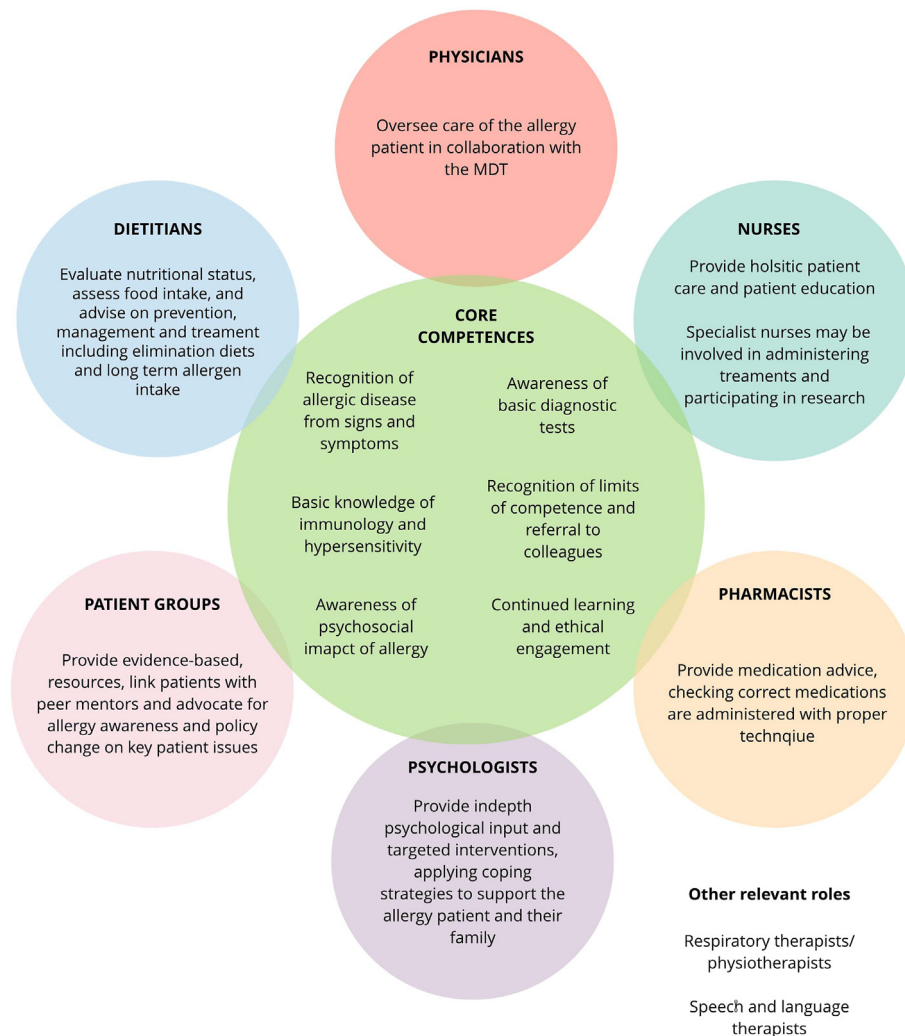 PHYSICIANS
Oversee care of the allergy
patient in collaboration with
the MDT
DIETITIANS
Evaluate nutritional status,
assess food intake, and
advise on prevention,
management and treament
including elimination diets
and long term allergen
intake
NURSES
Provide holsitic patient
care and patient education
Specialist nurses may be
involved in administering
treaments and
participating in research
CORE
COMPETENCES
Recognition of
allergic disease
from signs and
symptoms
Awareness of
basic diagnostic
tests
Basic knowledge of
immunology and
hypersensitivity
Recognition of limits
of competence and
referral to
colleagues
Awareness of
psychosocial
imapct of allergy
Continued learning
and ethical
engagement
PATIENT GROUPS
Provide evidence-based,
resources, link patients with
peer mentors and advocate for
allergy awareness and policy
change on key patient issues
PHARMACISTS
Provide medication advice,
checking correct medications
are administered with proper
technqiue
PSYCHOLOGISTS
Provide indepth
psychological input and
targeted interventions,
applying coping
strategies to support the
allergy patient and their
family
Other relevant roles
Respiratory therapists/
physiotherapists
Speech and language
therapists